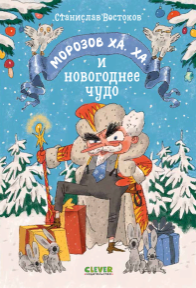 Станислав Востоков
МОРОЗОВ ХА. ХА.
И
НОВОГОДНЕЕ
ЧУДО
CLEVER